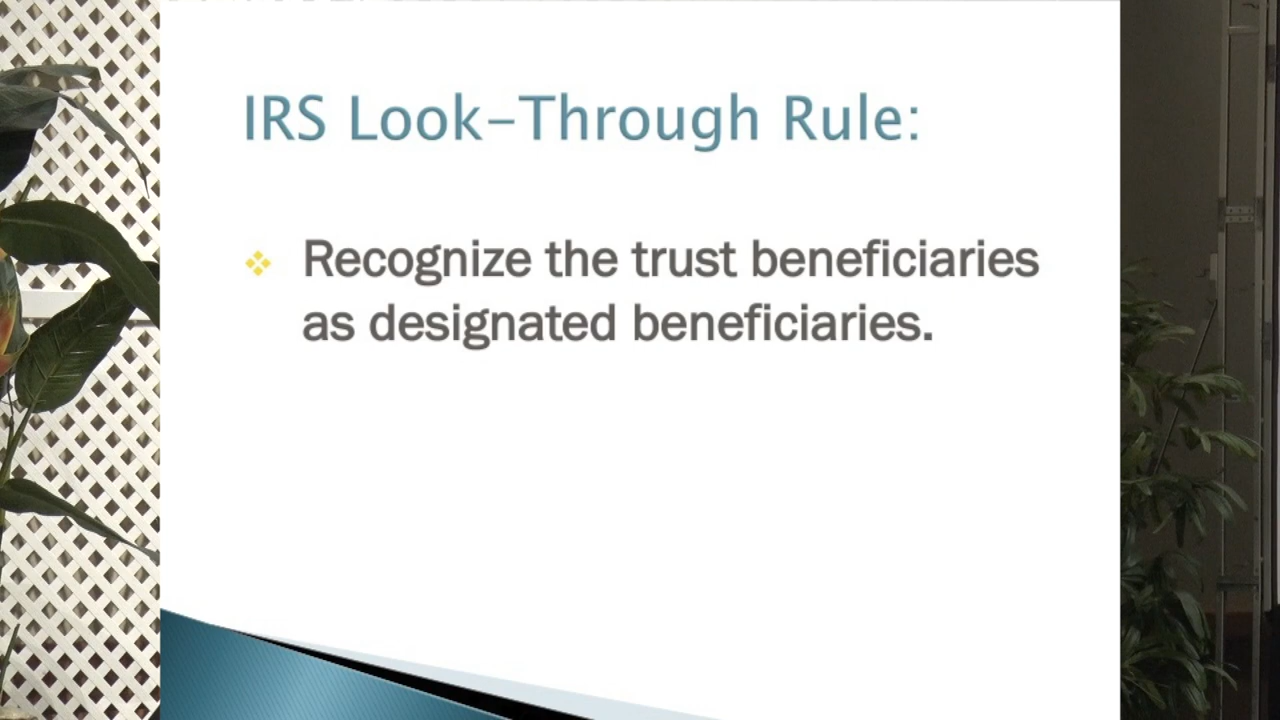 IRS Look-Through Rule:
Recognize the trust beneficiaries
as designated beneficiaries.